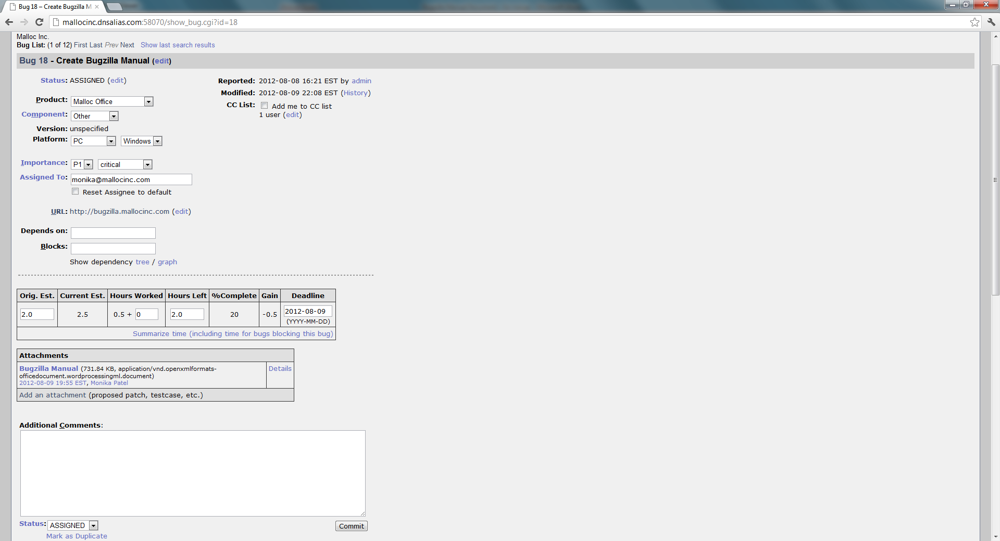 Bug 18 – Create Bugzilla M
mallocinc.dnsalias.com:58070/show_bug.cgi?id=18
Malloc Inc.
Bug List: (1 of 12) First Last Prev Next Show last search results
Bug 18 - Create Bugzilla Manual (edit)
Status: ASSIGNED (edit)
Product: Malloc Office
Component: Other
Version: unspecified
Platform: PC Windows
Importance: P1 critical
Assigned To: monika@mallocinc.com
Reset Assignee to default
URL: http://bugzilla.mallocinc.com (edit)
Depends on:
Blocks:
Show dependency tree / graph
Reported: 2012-08-08 16:21 EST by admin
Modified: 2012-08-09 22:08 EST (History)
CC List: Add me to CC list
1 user (edit)
Orig. Est. Current Est. Hours Worked Hours Left %Complete Gain Deadline
2.0 2.5 0.5 + 0 2.0 20 -0.5 2012-08-09
(YYYY-MM-DD)
Summarize time (including time for bugs blocking this bug)
Attachments
Bugzilla Manual (731.84 KB, application/vnd.openxmlformats- Details
officedocument.wordprocessingml.document)
2012-08-09 19:55 EST, Monika Patel
Add an attachment (proposed patch, testcase, etc.)
Additional Comments:
Status: ASSIGNED Commit
Mark as Duplicate